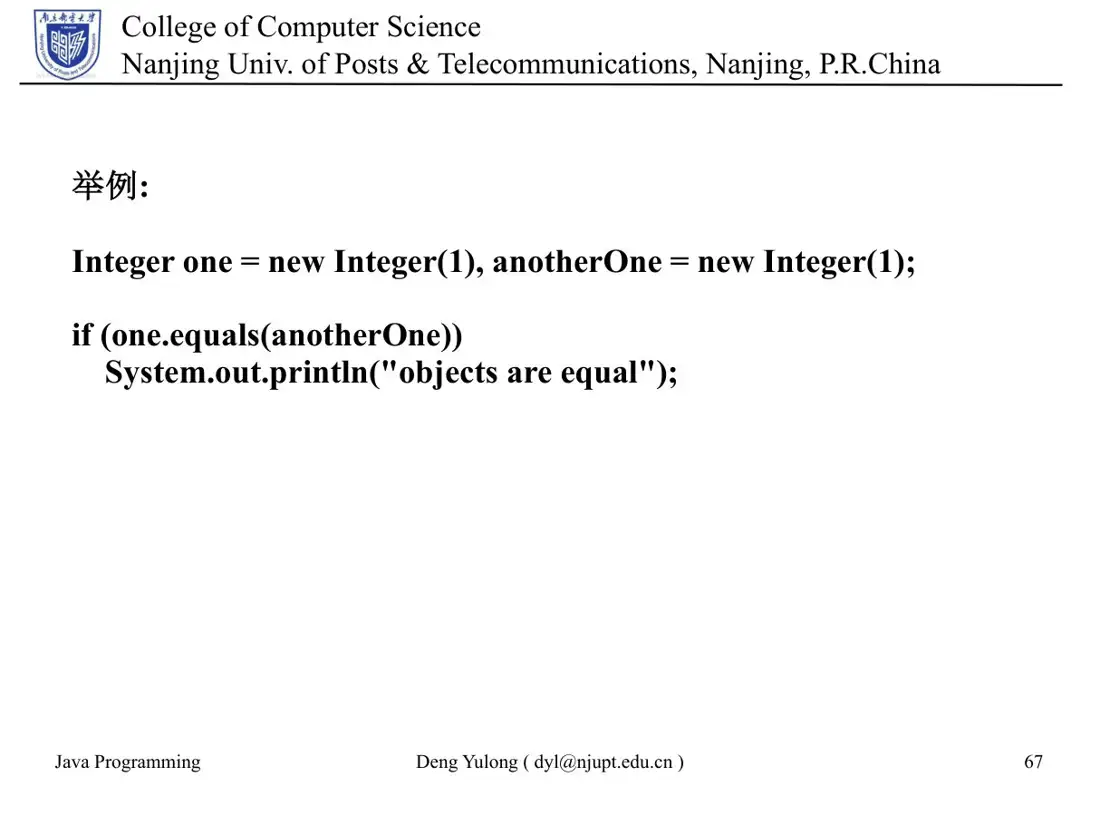 College of Computer Science
Nanjing Univ. of Posts & Telecommunications, Nanjing, P.R.China
举例:
Integer one = new Integer(1), anotherOne = new Integer(1);
if (one.equals(anotherOne))
System.out.println("objects are equal");
Java Programming
Deng Yulong ( dyl@njupt.edu.cn )
67